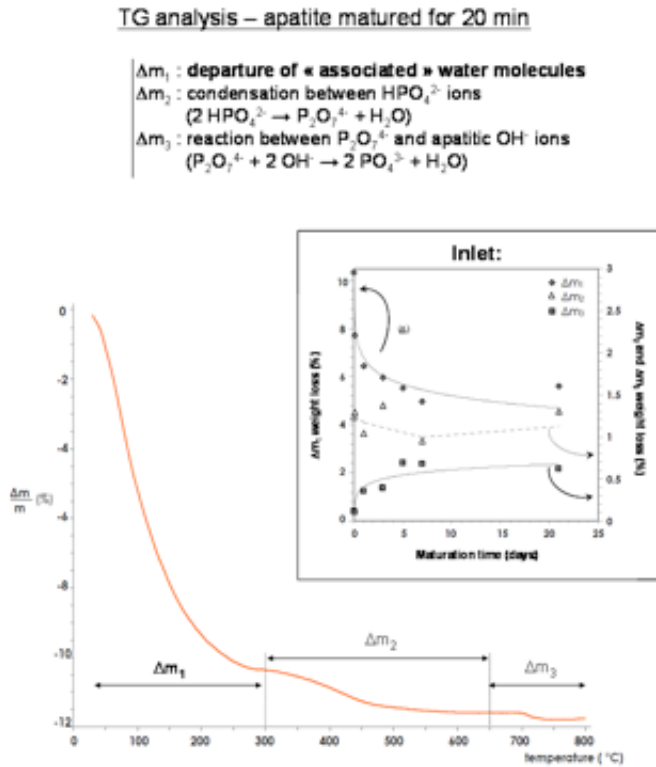 TG analysis – apatite matured for 20 min
Δm₁ : departure of « associated » water molecules
Δm₂ : condensation between HPO₄²⁻ ions
(2 HPO₄²⁻ → P₂O₇⁴⁻ + H₂O)
Δm₃ : reaction between P₂O₇⁴⁻ and apatitic OH⁻ ions
(P₂O₇⁴⁻ + 2 OH⁻ → 2 PO₄³⁻ + H₂O)
Inlet:
Δm₁ weight loss (%)
10
8
6
4
2
0
Δm₁
Δm₂
Δm₃
3
2.5
2
1.5
1
0.5
0
Δm₂ and Δm₃ weight loss (%)
0 5 10 15 20 25
Maturation time (days)
Δm/m (%)
0
-2
-4
-6
-8
-10
-12
Δm₁
Δm₂
Δm₃
0 100 200 300 400 500 600 700 800
temperature (°C)